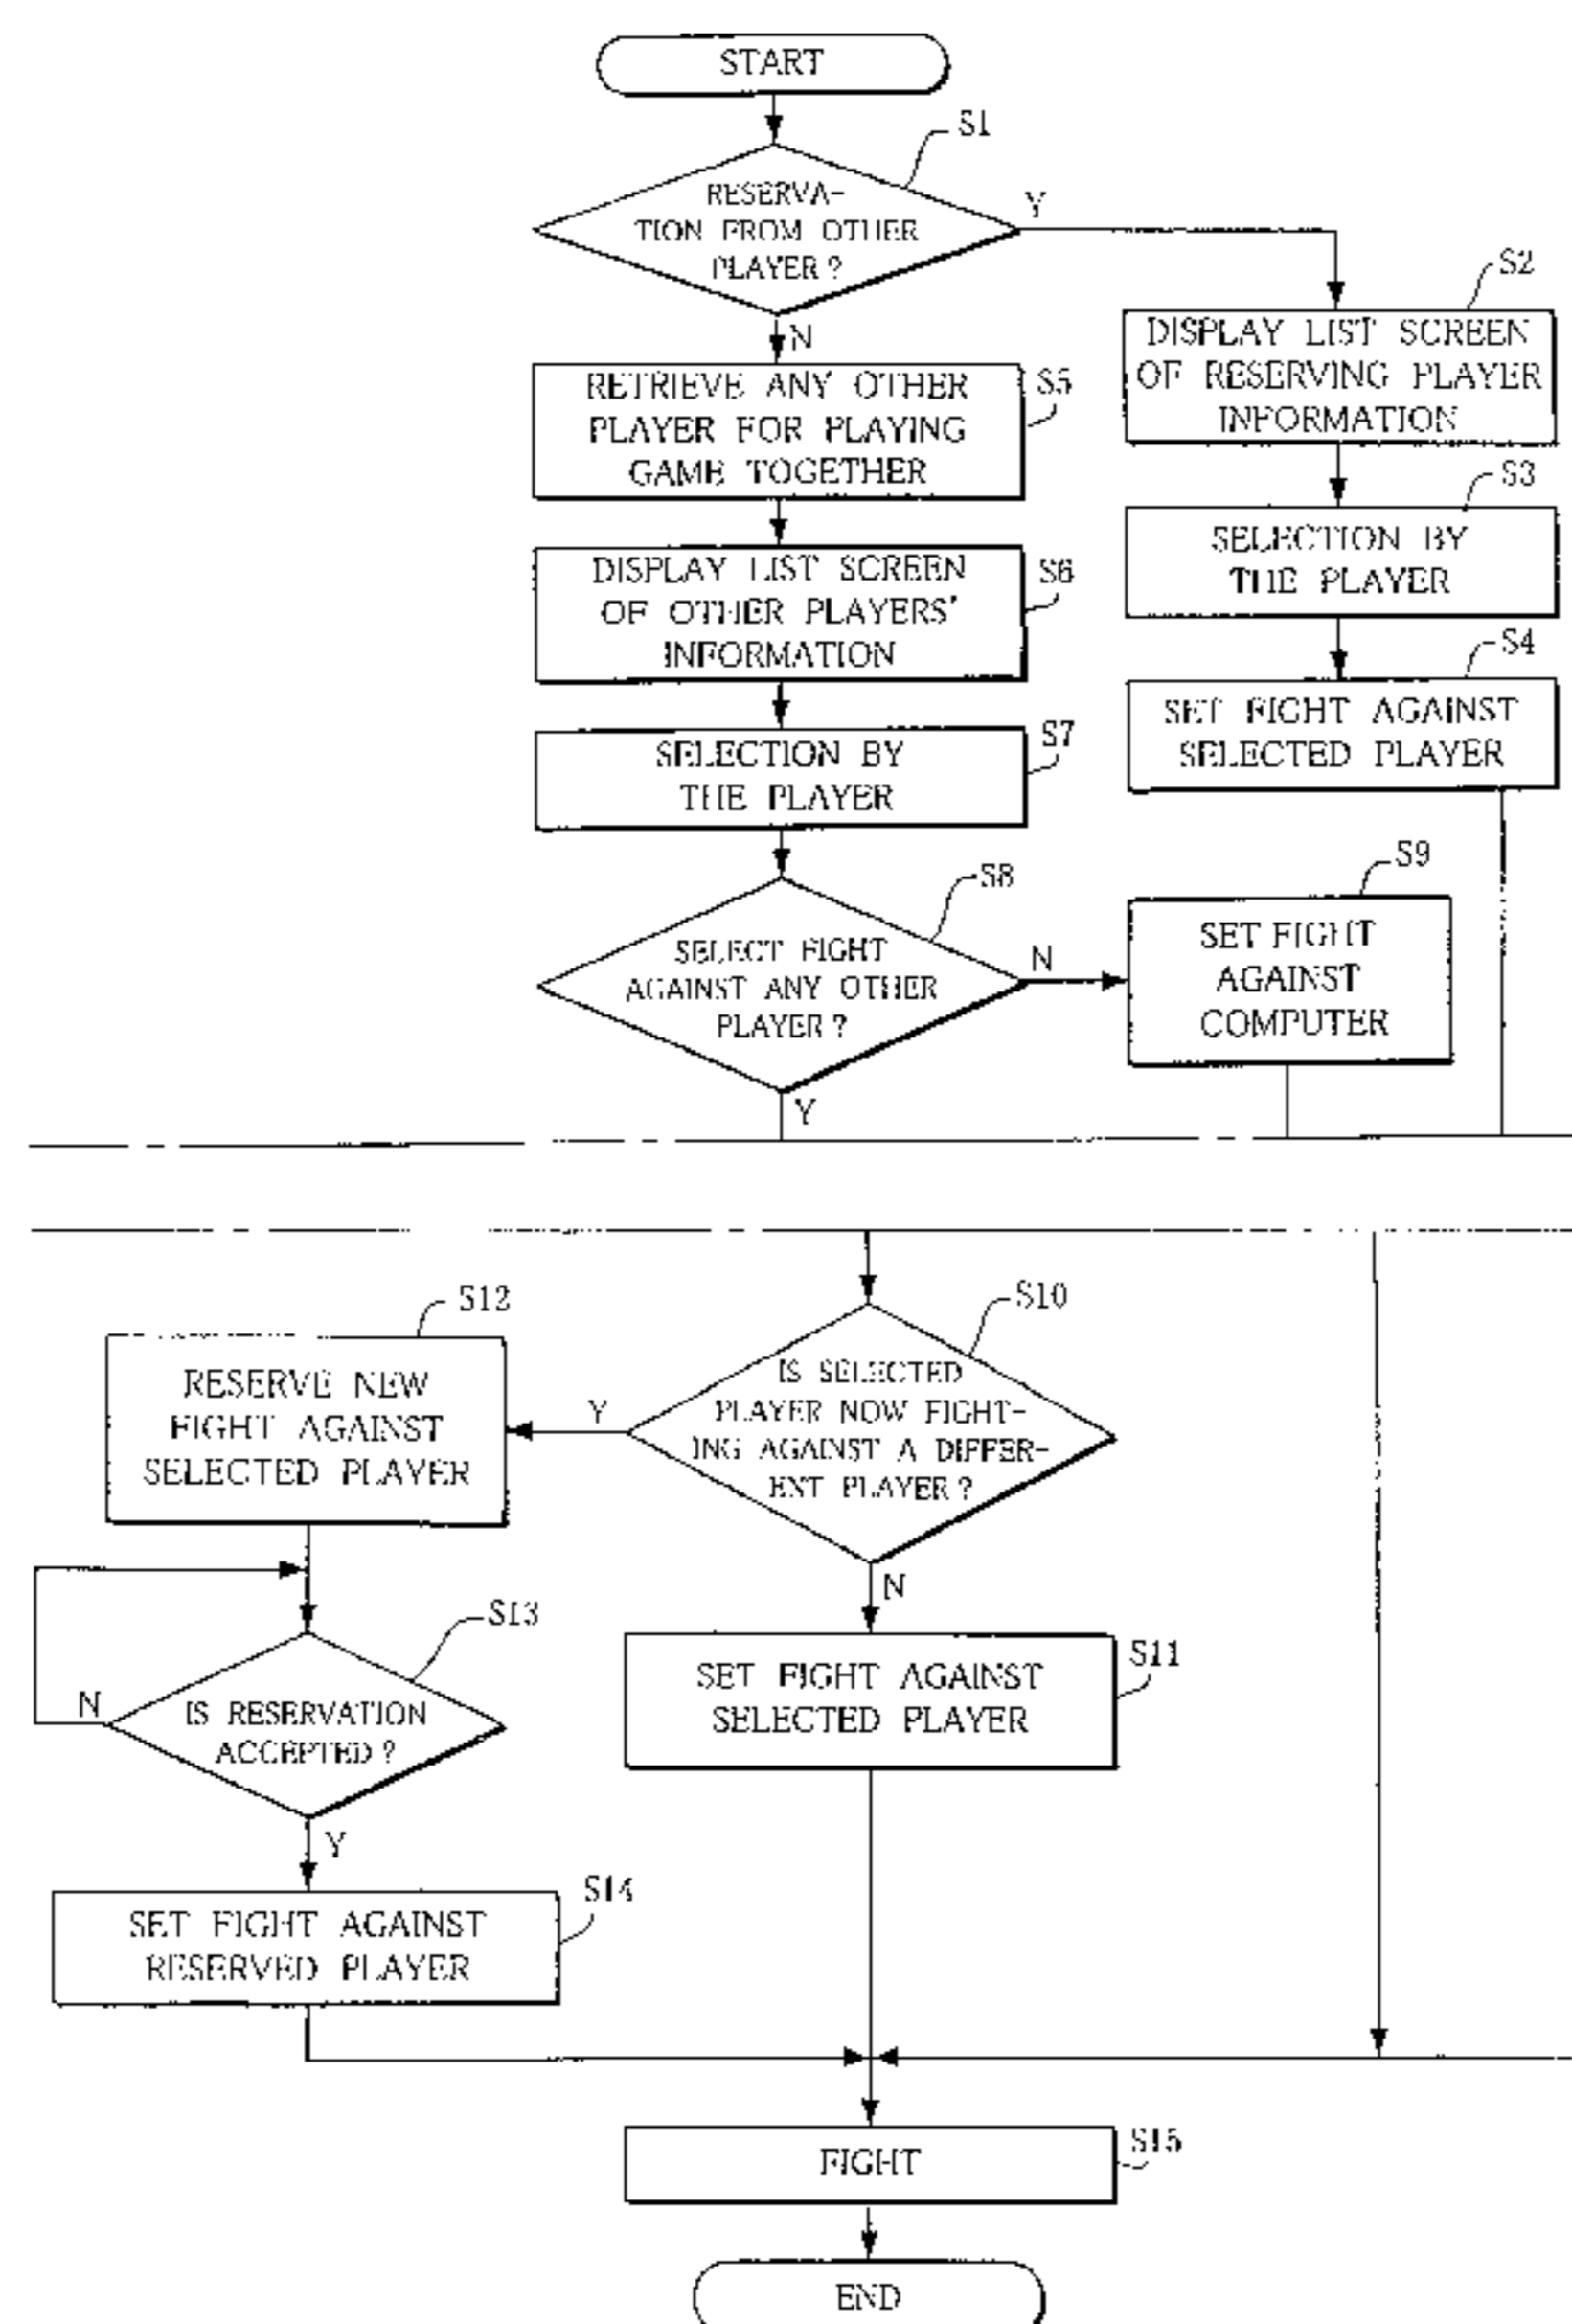 START
S1
RESERVA-
TION FROM OTHER
PLAYER?
Y
N
S2
DISPLAY LIST SCREEN
OF RESERVING PLAYER
INFORMATION
S5
RETRIEVE ANY OTHER
PLAYER FOR PLAYING
GAME TOGETHER
S3
SELECTION BY
THE PLAYER
S6
DISPLAY LIST SCREEN
OF OTHER PLAYERS'
INFORMATION
S4
SET FIGHT AGAINST
SELECTED PLAYER
S7
SELECTION BY
THE PLAYER
S8
SELECT FIGHT
AGAINST ANY OTHER
PLAYER?
N
Y
S9
SET FIGHT
AGAINST
COMPUTER
S10
IS SELECTED
PLAYER NOW FIGHT-
ING AGAINST A DIFFER-
ENT PLAYER?
Y
N
S12
RESERVE NEW
FIGHT AGAINST
SELECTED PLAYER
S13
IS RESERVATION
ACCEPTED?
N
Y
S11
SET FIGHT AGAINST
SELECTED PLAYER
S14
SET FIGHT AGAINST
RESERVED PLAYER
S15
FIGHT
END